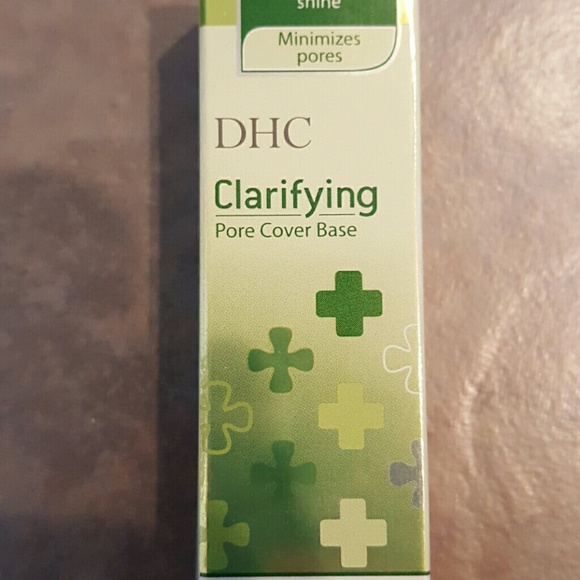 shine
Minimizes
pores
DHC
Clarifying
Pore Cover Base